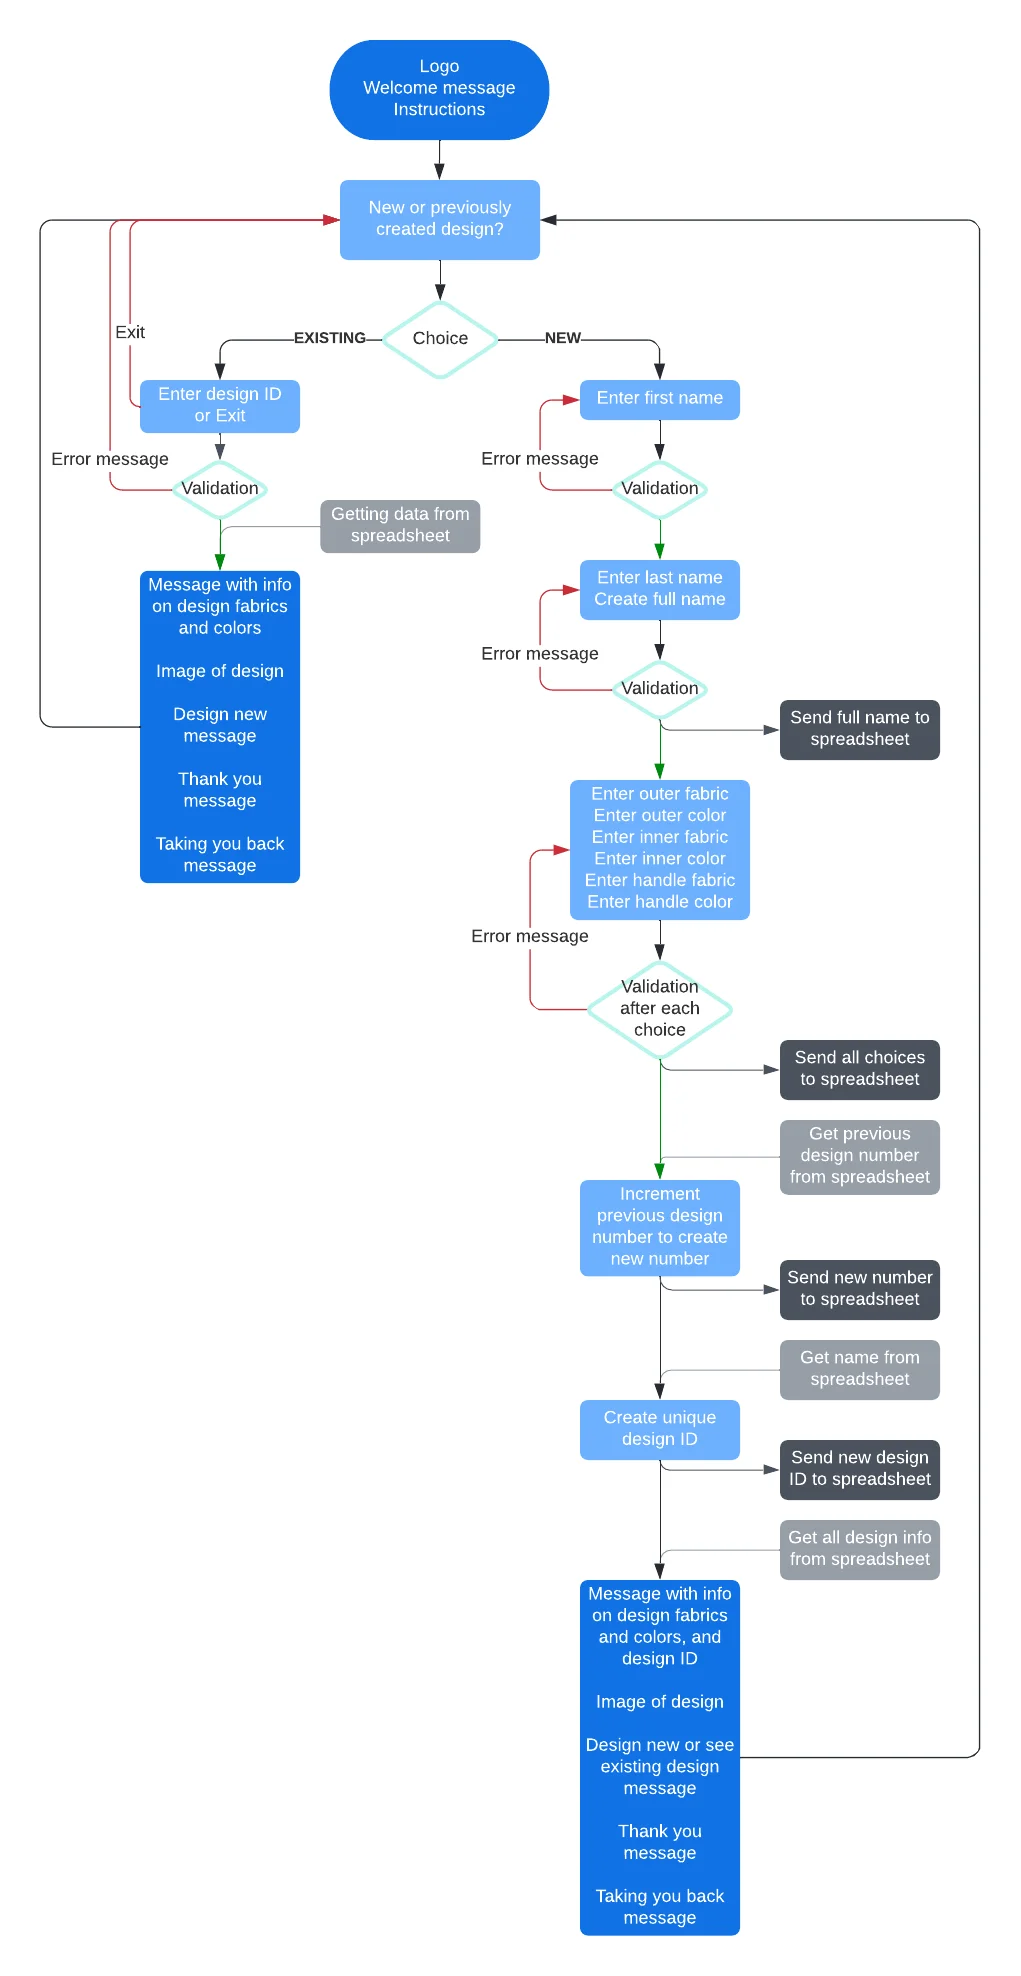 Logo
Welcome message
Instructions
New or previously
created design?
Choice
EXISTING
NEW
Exit
Enter design ID
or Exit
Error message
Validation
Getting data from
spreadsheet
Message with info
on design fabrics
and colors
Image of design
Design new
message
Thank you
message
Taking you back
message
Enter first name
Error message
Validation
Enter last name
Create full name
Error message
Validation
Send full name to
spreadsheet
Enter outer fabric
Enter outer color
Enter inner fabric
Enter inner color
Enter handle fabric
Enter handle color
Error message
Validation
after each
choice
Send all choices
to spreadsheet
Get previous
design number
from spreadsheet
Increment
previous design
number to create
new number
Send new number
to spreadsheet
Get name from
spreadsheet
Create unique
design ID
Send new design
ID to spreadsheet
Get all design info
from spreadsheet
Message with info
on design fabrics
and colors, and
design ID
Image of design
Design new or see
existing design
message
Thank you
message
Taking you back
message